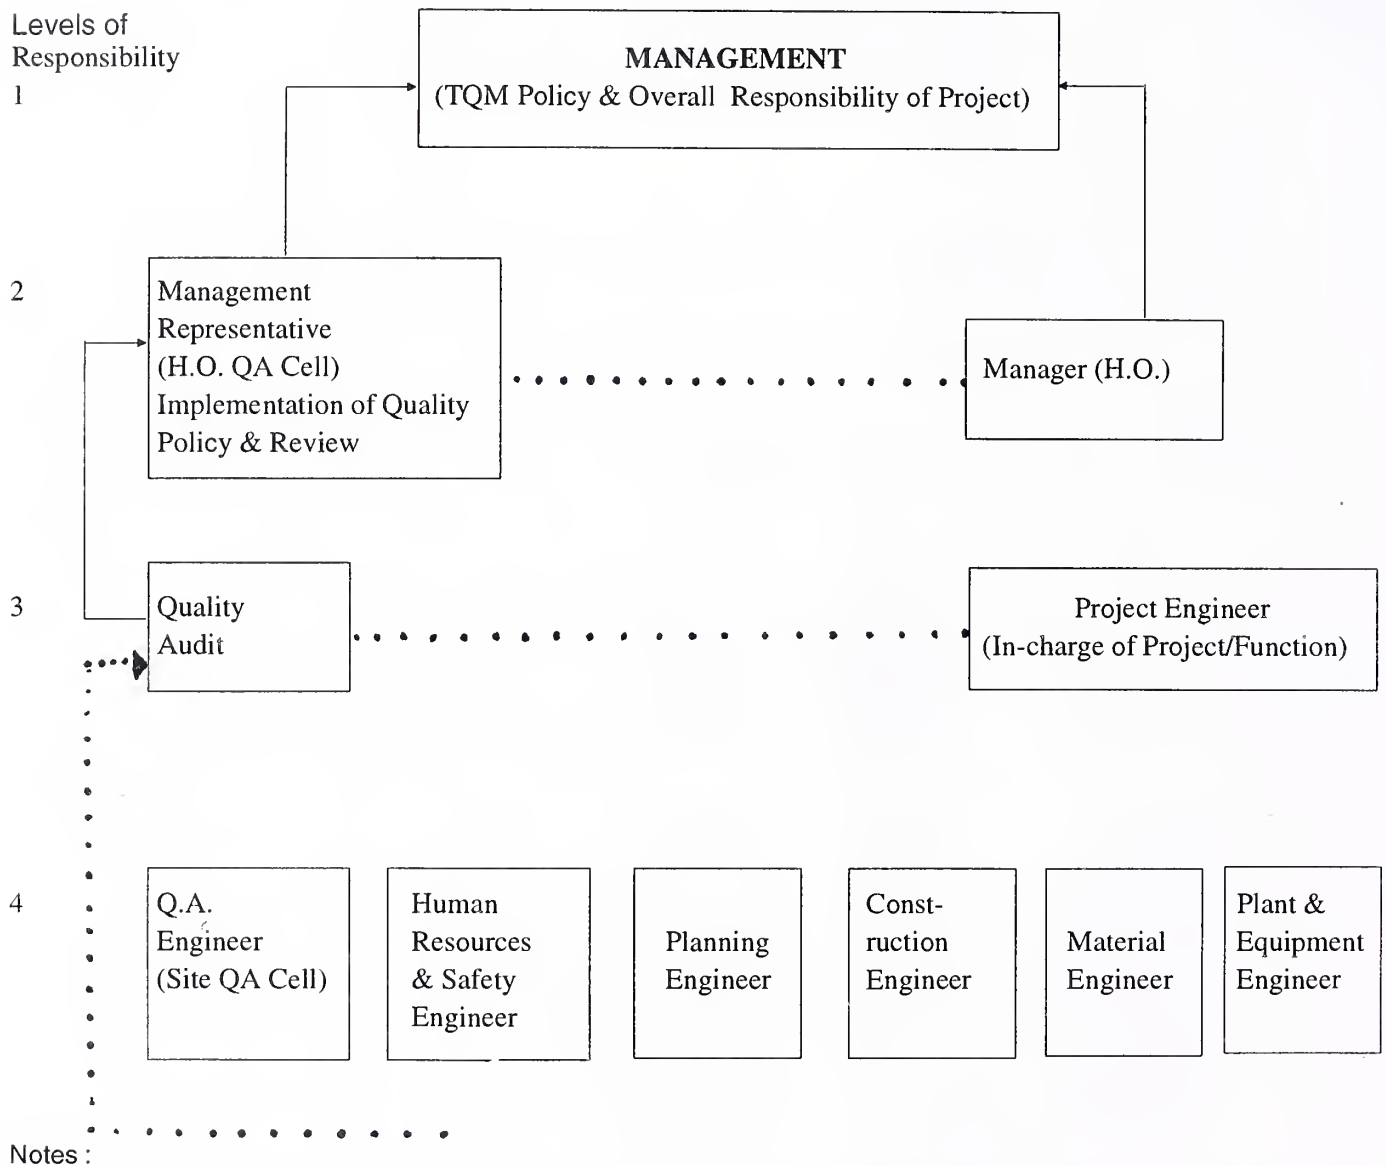 Levels of
Responsibility
1
MANAGEMENT
(TQM Policy & Overall Responsibility of Project)
2
Management
Representative
(H.O. QA Cell)
Implementation of Quality
Policy & Review
Manager (H.O.)
3
Quality
Audit
Project Engineer
(In-charge of Project/Function)
4
Q.A.
Engineer
(Site QA Cell)
Human
Resources
& Safety
Engineer
Planning
Engineer
Const-
ruction
Engineer
Material
Engineer
Plant &
Equipment
Engineer
Notes :